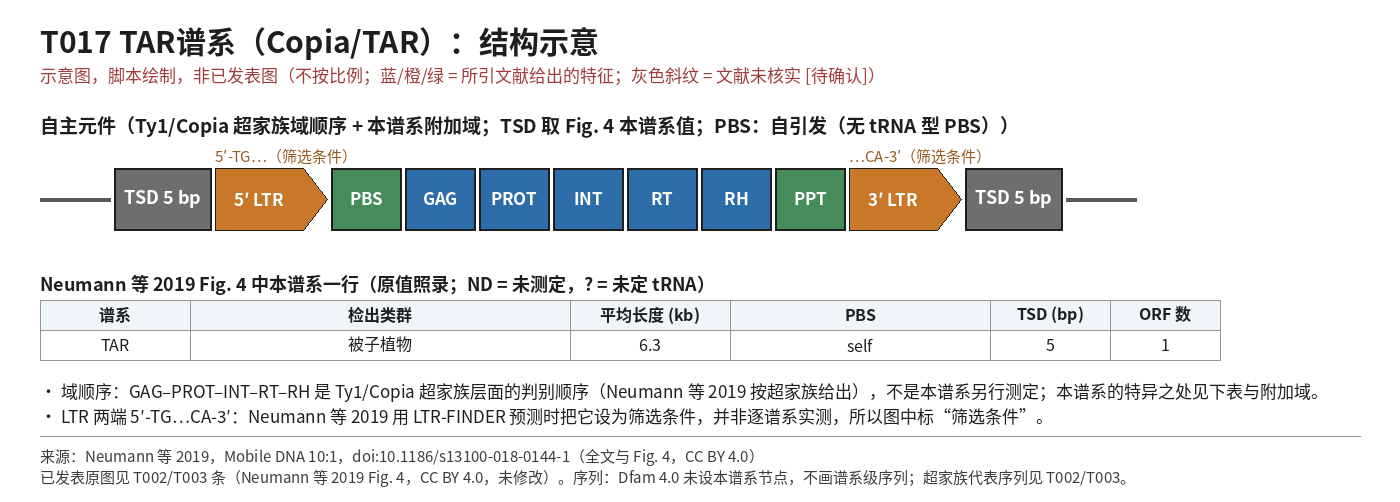 T017 TAR谱系（Copia/TAR）：结构示意
示意图，脚本绘制，非已发表图（不按比例；蓝/橙/绿 = 所引文献给出的特征；灰色斜纹 = 文献未核实 [待确认]）
自主元件（Ty1/Copia 超家族域顺序 + 本谱系附加域；TSD 取 Fig. 4 本谱系值；PBS：自引发（无 tRNA 型 PBS））
5′-TG…（筛选条件） …CA-3′（筛选条件）
TSD 5 bp 5′ LTR PBS GAG PROT INT RT RH PPT 3′ LTR TSD 5 bp
Neumann 等 2019 Fig. 4 中本谱系一行（原值照录；ND = 未测定，? = 未定 tRNA）
谱系 检出类群 平均长度 (kb) PBS TSD (bp) ORF 数
TAR 被子植物 6.3 self 5 1
· 域顺序：GAG–PROT–INT–RT–RH 是 Ty1/Copia 超家族层面的判别顺序（Neumann 等 2019 按超家族给出），不是本谱系另行测定；本谱系的特异之处见下表与附加域。
· LTR 两端 5′-TG…CA-3′：Neumann 等 2019 用 LTR-FINDER 预测时把它设为筛选条件，并非逐谱系实测，所以图中标“筛选条件”。
来源：Neumann 等 2019，Mobile DNA 10:1，doi:10.1186/s13100-018-0144-1（全文与 Fig. 4，CC BY 4.0）
已发表原图见 T002/T003 条（Neumann 等 2019 Fig. 4，CC BY 4.0，未修改）。序列：Dfam 4.0 未设本谱系节点，不画谱系级序列；超家族代表序列见 T002/T003。